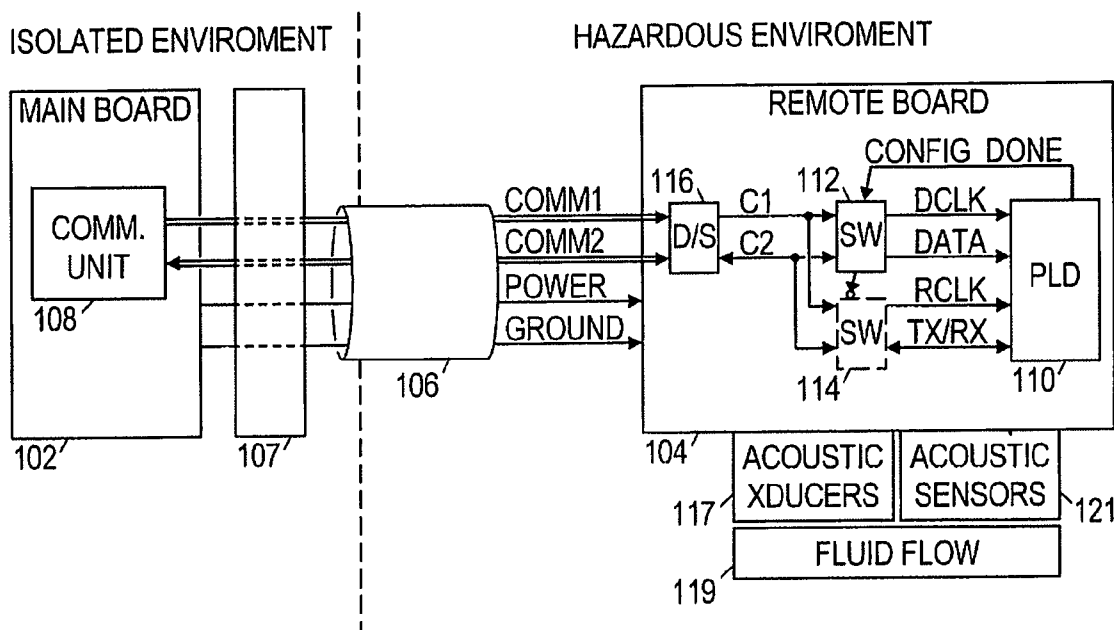 ISOLATED ENVIROMENT
HAZARDOUS ENVIROMENT
MAIN BOARD
REMOTE BOARD
CONFIG_DONE
COMM.
UNIT
108
COMM1
COMM2
POWER
GROUND
116
D/S
C1
C2
112
SW
DCLK
DATA
RCLK
TX/RX
SW
114
PLD
110
106
102
107
104
ACOUSTIC
XDUCERS
117
ACOUSTIC
SENSORS
121
FLUID FLOW
119